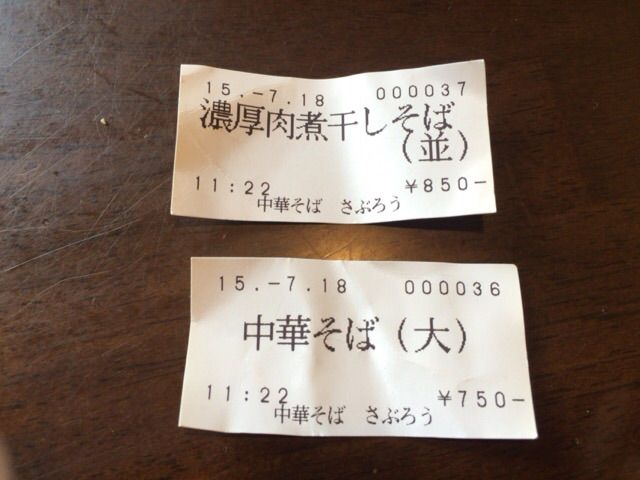 15.-7.18 000037
濃厚肉煮干しそば
(並)
11:22 ¥850-
中華そば さぶろう
15.-7.18 000036
中華そば(大)
11:22 ¥750-
中華そば さぶろう